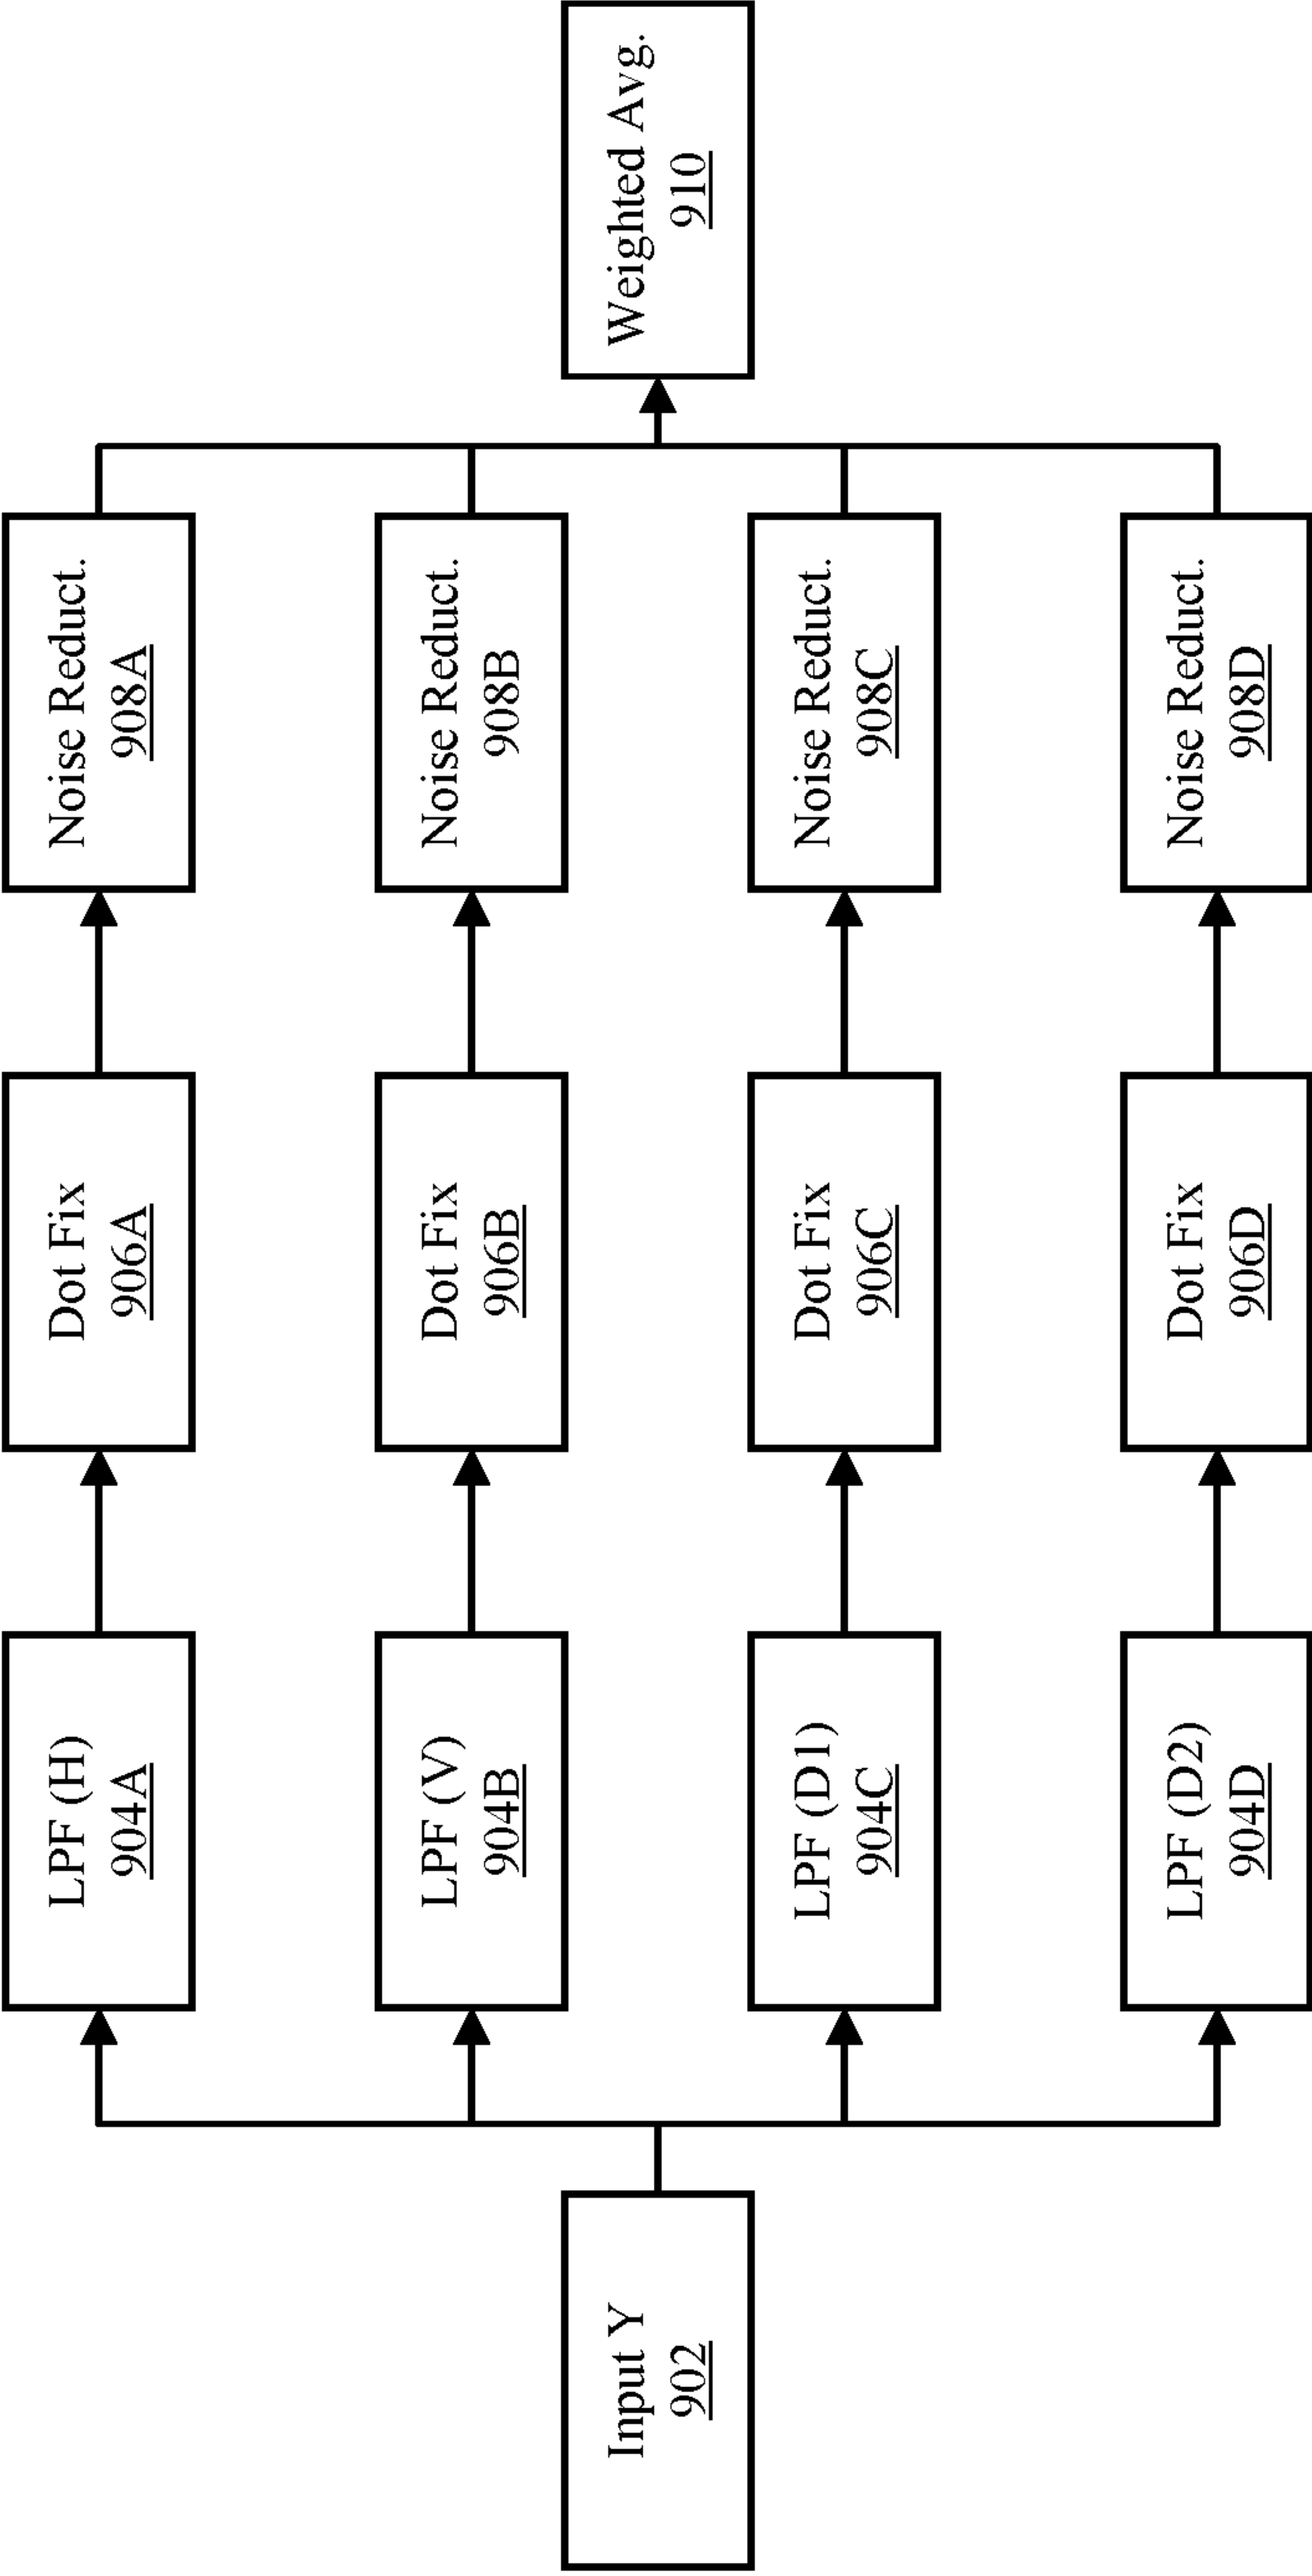 Input Y
902
LPF (H)
904A
LPF (V)
904B
LPF (D1)
904C
LPF (D2)
904D
Dot Fix
906A
Dot Fix
906B
Dot Fix
906C
Dot Fix
906D
Noise Reduct.
908A
Noise Reduct.
908B
Noise Reduct.
908C
Noise Reduct.
908D
Weighted Avg.
910